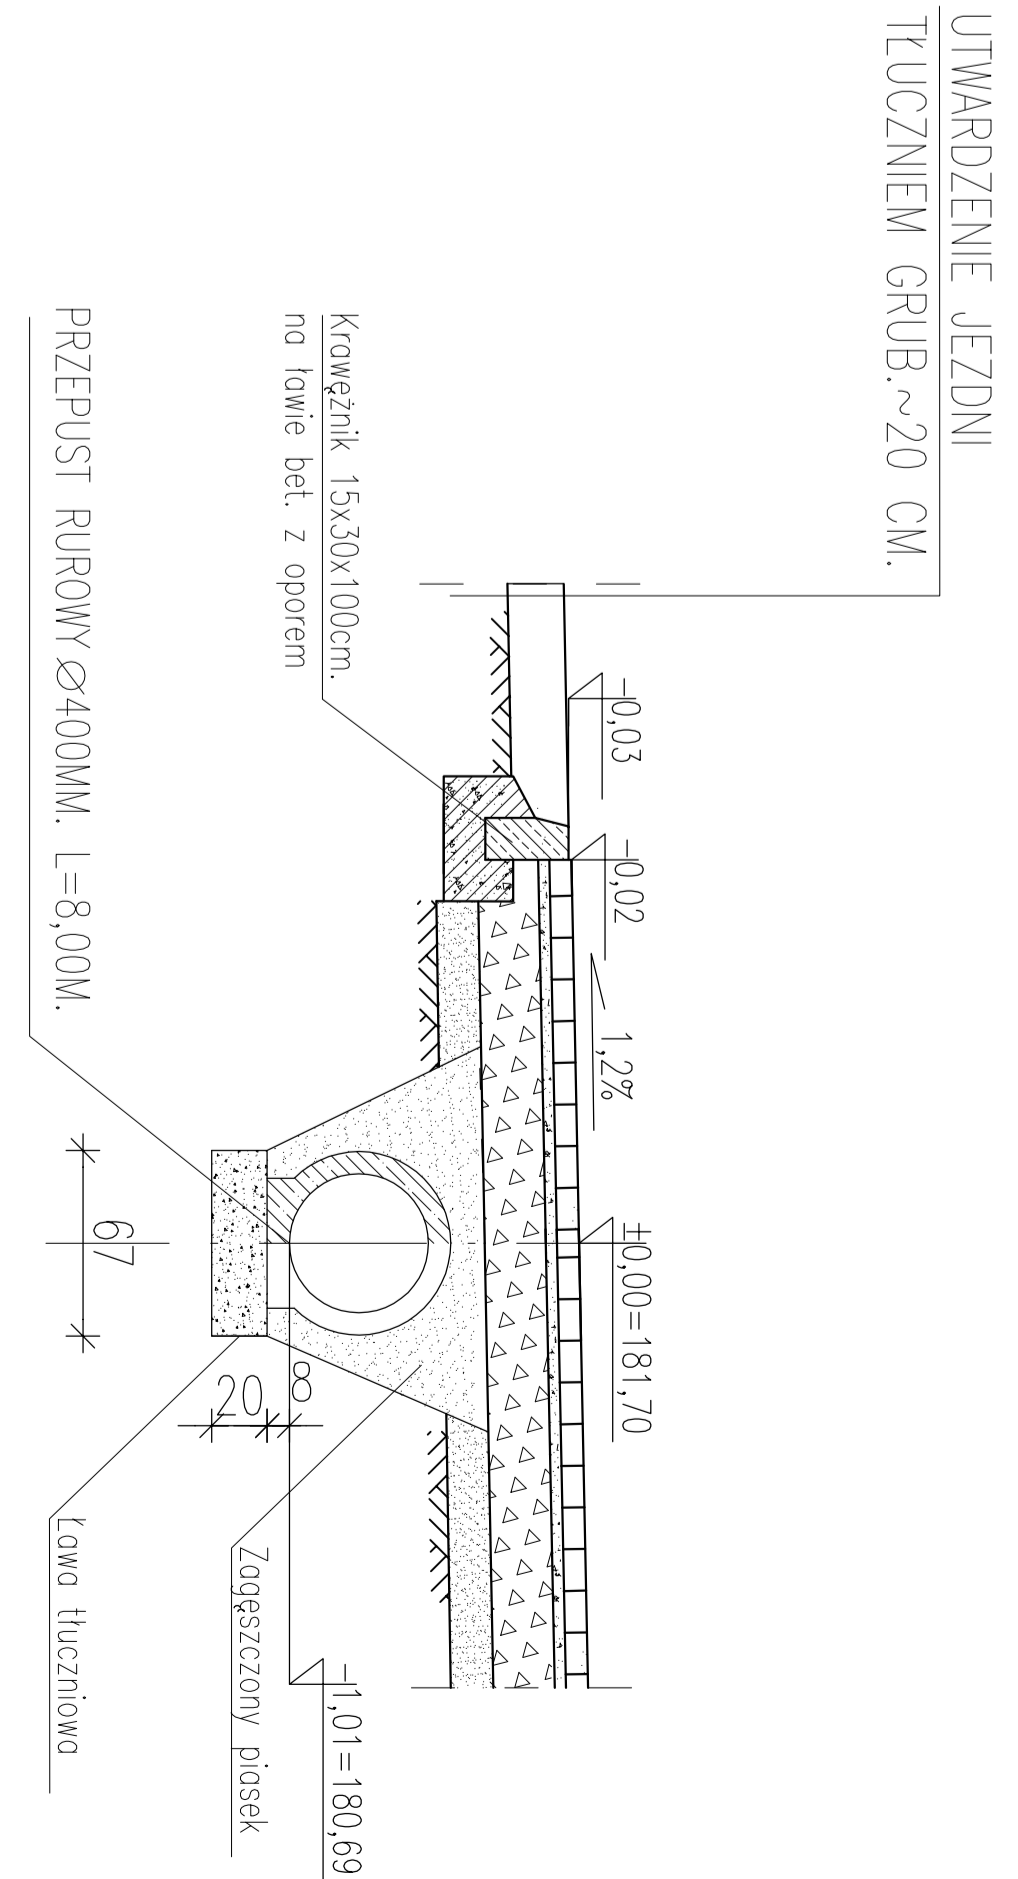 UTWARDZENIE JEZDNI
TŁUCZNIEM GRUB.~20 CM.
-0,03
-0,02
1,2%
±0,00=181,70
Krawężnik 15x30x100cm.
na ławie bet. z oporem
PRZEPUST RUROWY Ø400MM. L=8,00M.
67
20
8
-1,01=180,69
Zagęszczony piasek
Ława tłuczniowa